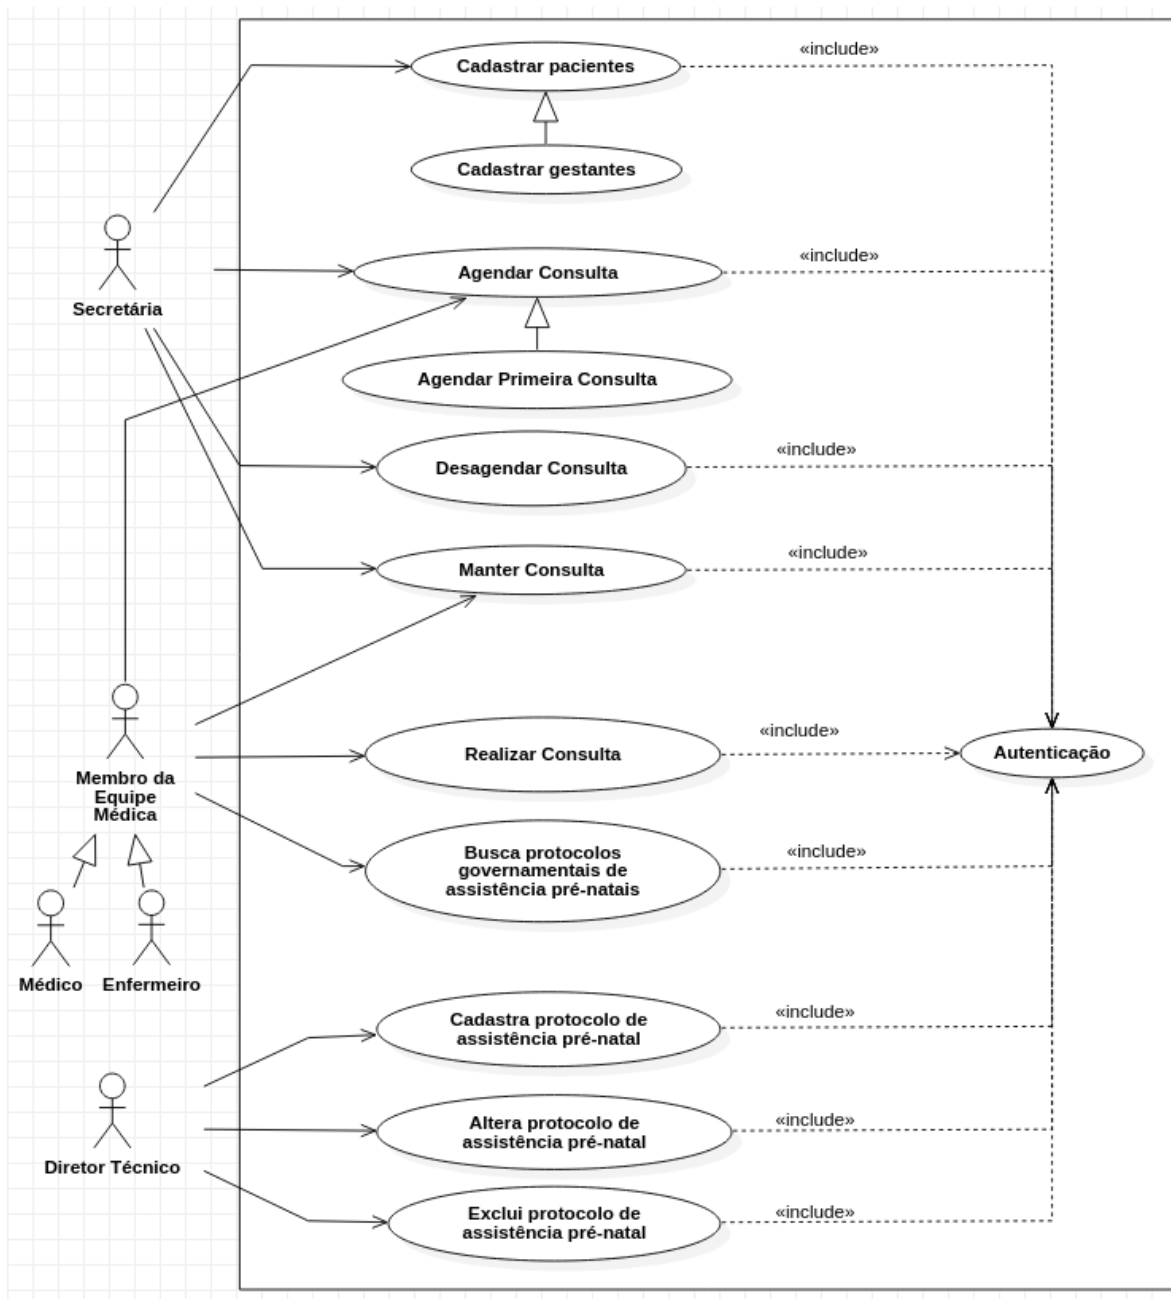 «include»
Cadastrar pacientes
Cadastrar gestantes
«include»
Agendar Consulta
Secretária
Agendar Primeira Consulta
«include»
Desagendar Consulta
«include»
Manter Consulta
«include»
Realizar Consulta
Autenticação
Membro da
Equipe
Médica
«include»
Busca protocolos
governamentais de
assistência pré-natais
Médico
Enfermeiro
«include»
Cadastra protocolo de
assistência pré-natal
«include»
Altera protocolo de
assistência pré-natal
Diretor Técnico
«include»
Exclui protocolo de
assistência pré-natal